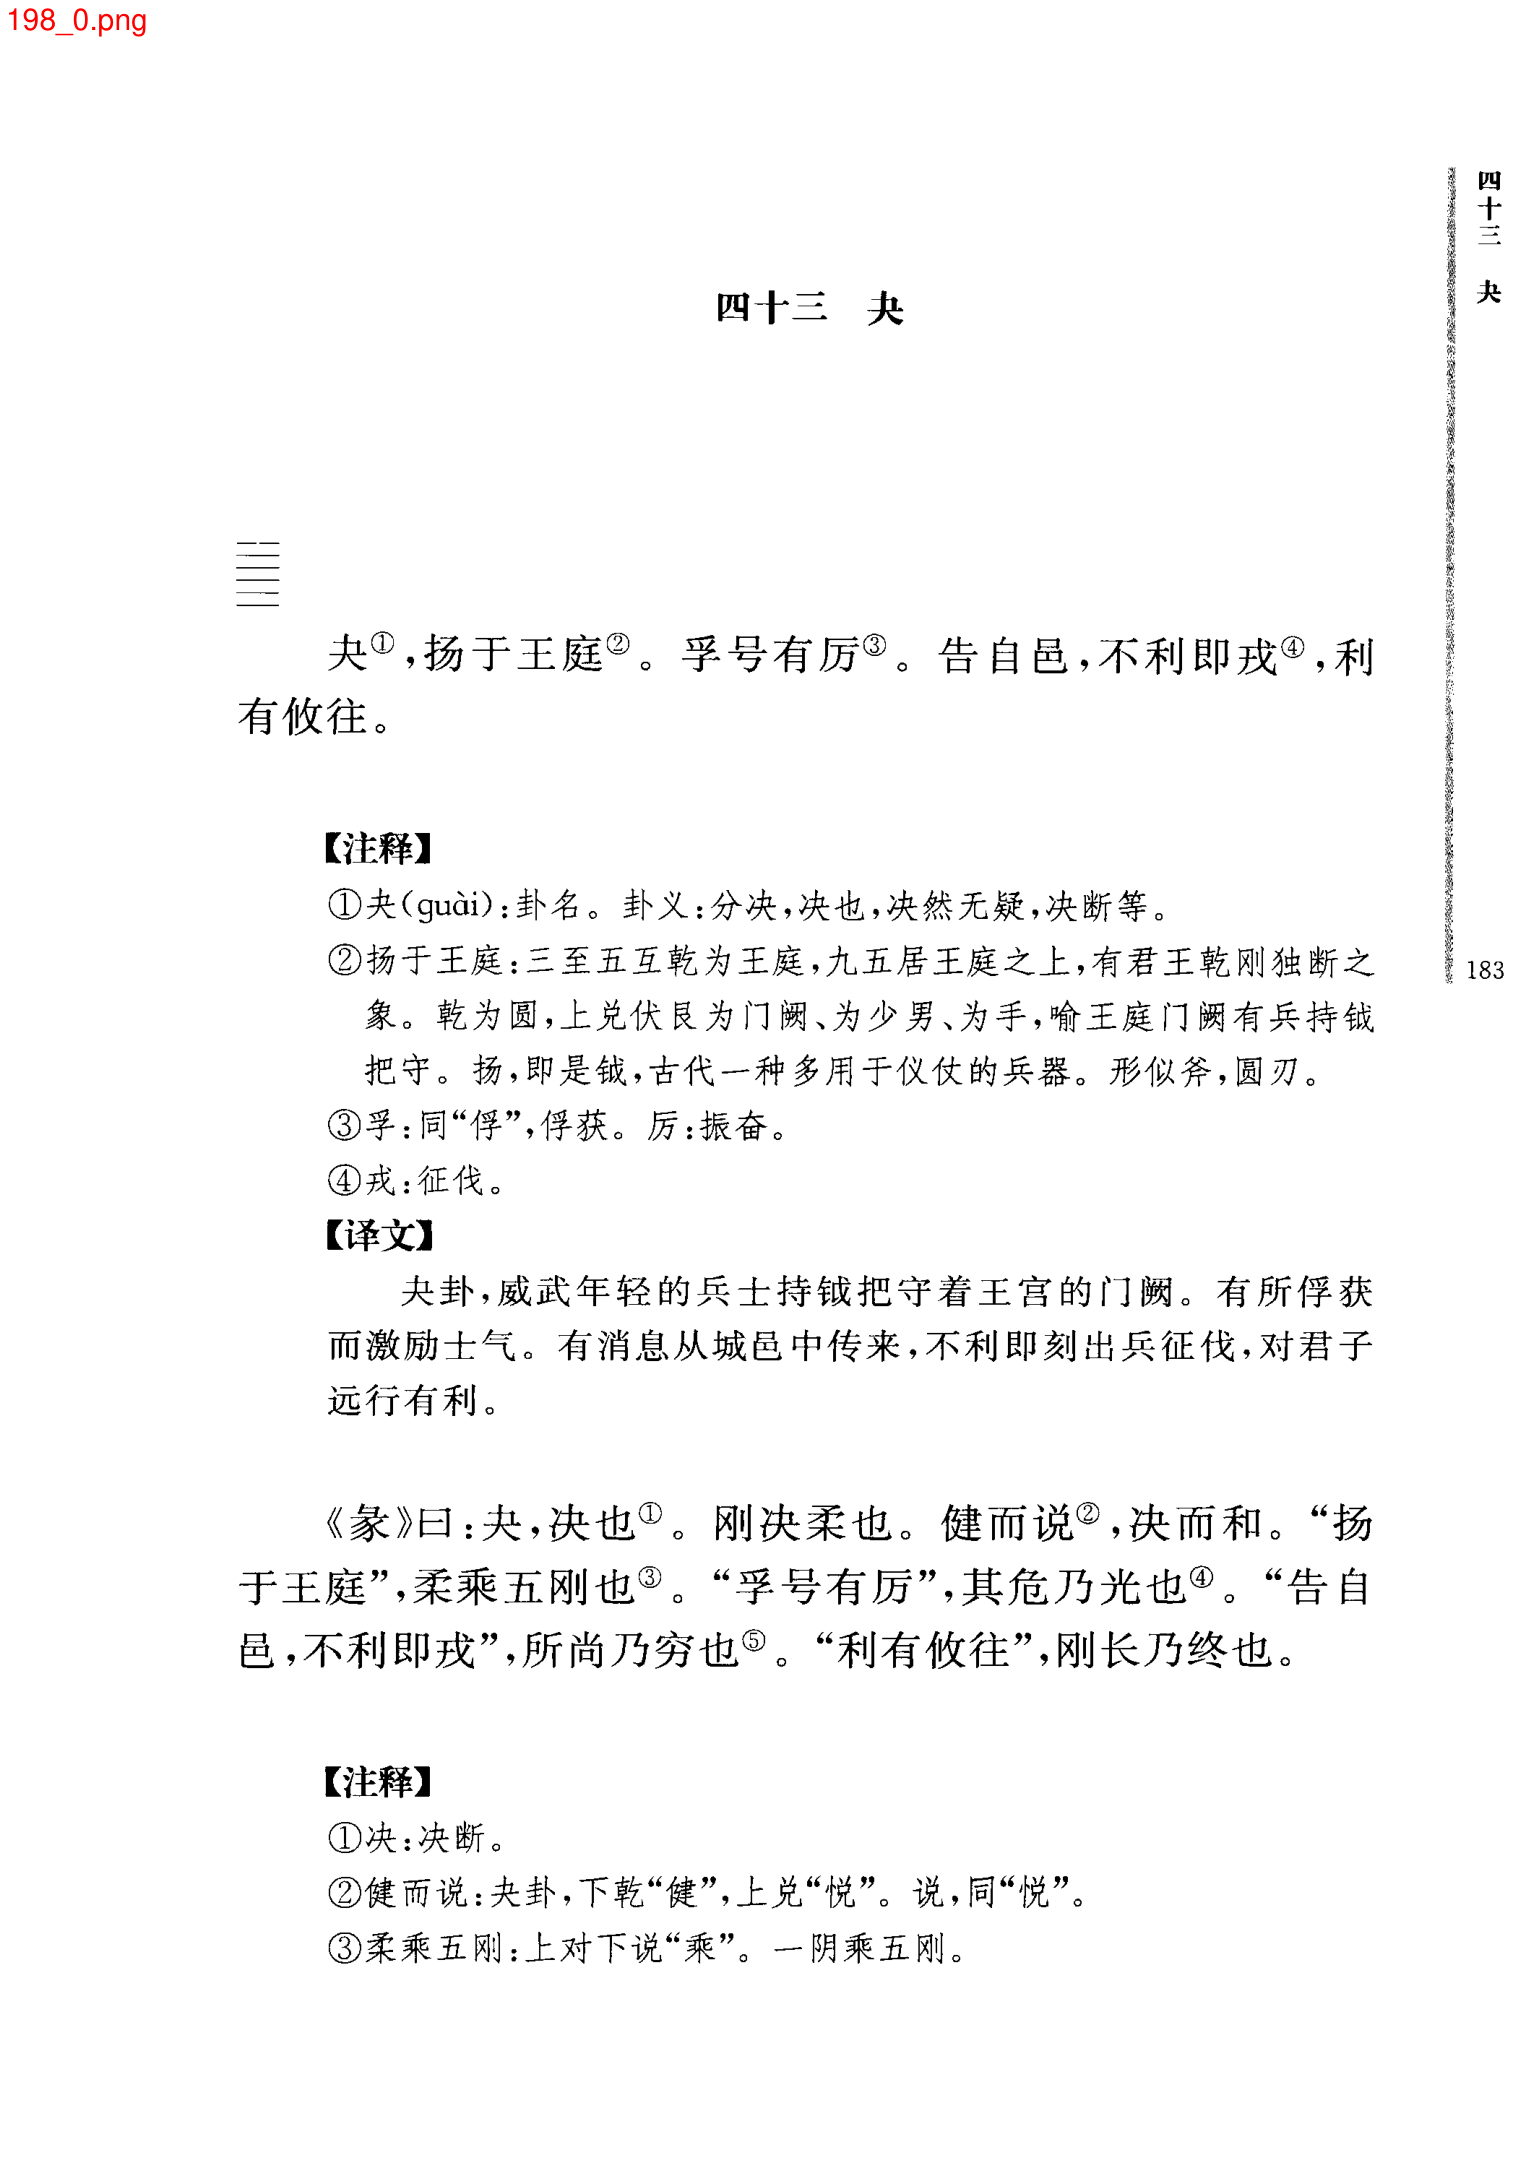 198_0.png
四十三 夬
四十三 夬
夬①,扬于王庭②。孚号有厉③。告自邑,不利即戎④,利
有攸往。
【注释】
①夬(guài):卦名。卦义:分决,决也,决然无疑,决断等。
②扬于王庭:三至五互乾为王庭,九五居王庭之上,有君王乾刚独断之
象。乾为圆,上兑伏艮为门阙、为少男、为手,喻王庭门阙有兵持钺
把守。扬,即是钺,古代一种多用于仪仗的兵器。形似斧,圆刃。
③孚:同“俘”,俘获。厉:振奋。
④戎:征伐。
【译文】
夬卦,威武年轻的兵士持钺把守着王宫的门阙。有所俘获
而激励士气。有消息从城邑中传来,不利即刻出兵征伐,对君子
远行有利。
《彖》曰:夬,决也①。刚决柔也。健而说②,决而和。“扬
于王庭”,柔乘五刚也③。“孚号有厉”,其危乃光也④。“告自
邑,不利即戎”,所尚乃穷也⑤。“利有攸往”,刚长乃终也。
【注释】
①决:决断。
②健而说:夬卦,下乾“健”,上兑“悦”。说,同“悦”。
③柔乘五刚:上对下说“乘”。一阴乘五刚。
183